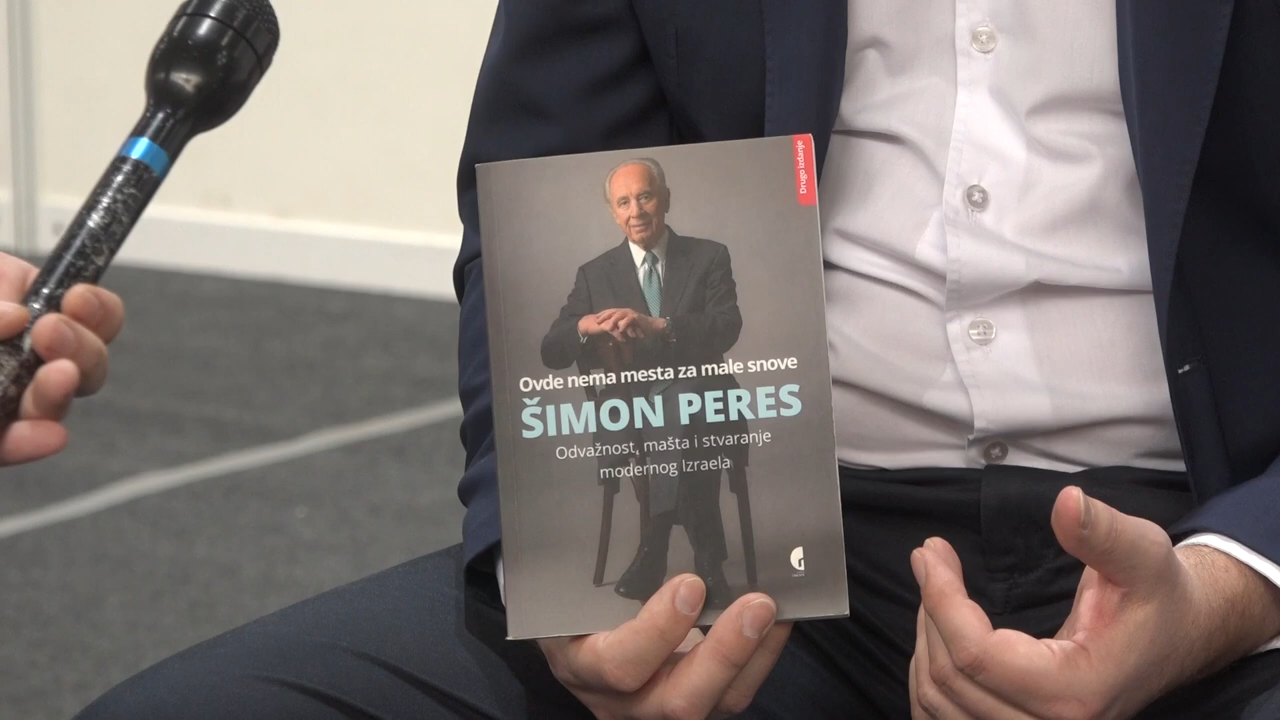 Drugo izdanje
Ovde nema mesta za male snove
ŠIMON PERES
Odvažnost, mašta i stvaranje
modernog Izraela